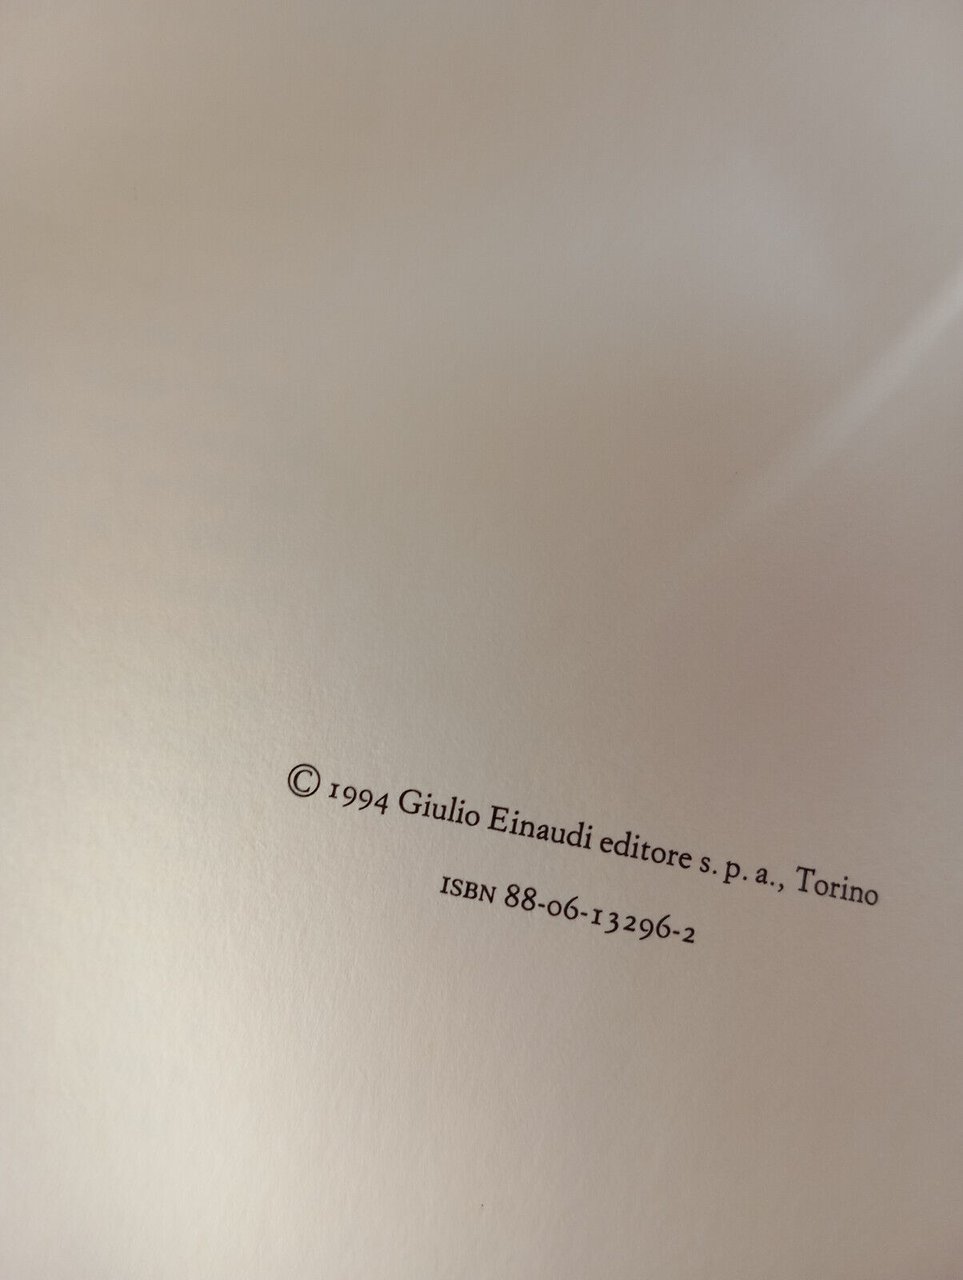 © 1994 Giulio Einaudi editore s. p. a., Torino
ISBN 88-06-13296-2